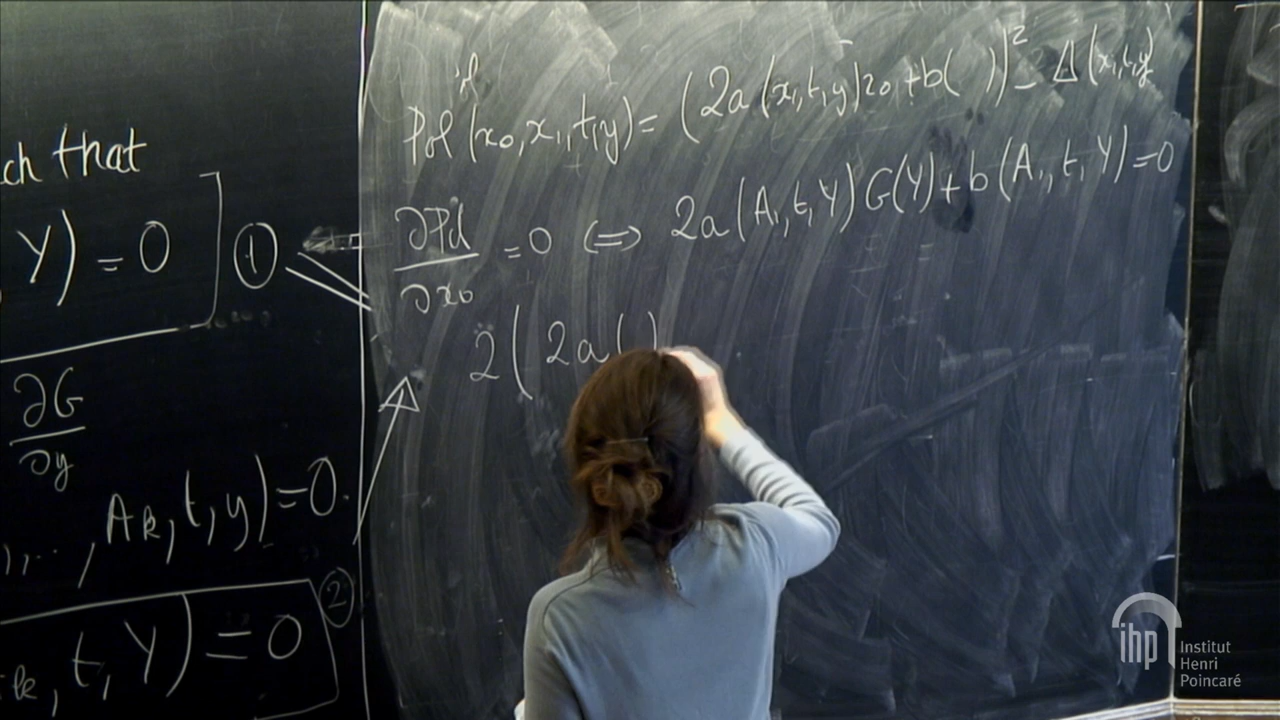 ch that
Y) = 0 ] ①
∂G
∂y
,..., Ak, t, y) = 0.
k, t, Y) = 0 ②
Pol (x0, x1, t, y) = (2a (x1, t, y) x0 + b( ))² - Δ (x1, t, y)
∂Pol
∂x0
= 0 ⟺ 2a (A1, t, Y) G(Y) + b (A1, t, Y) = 0
2 ( 2a ( )
ihp
Institut
Henri
Poincaré